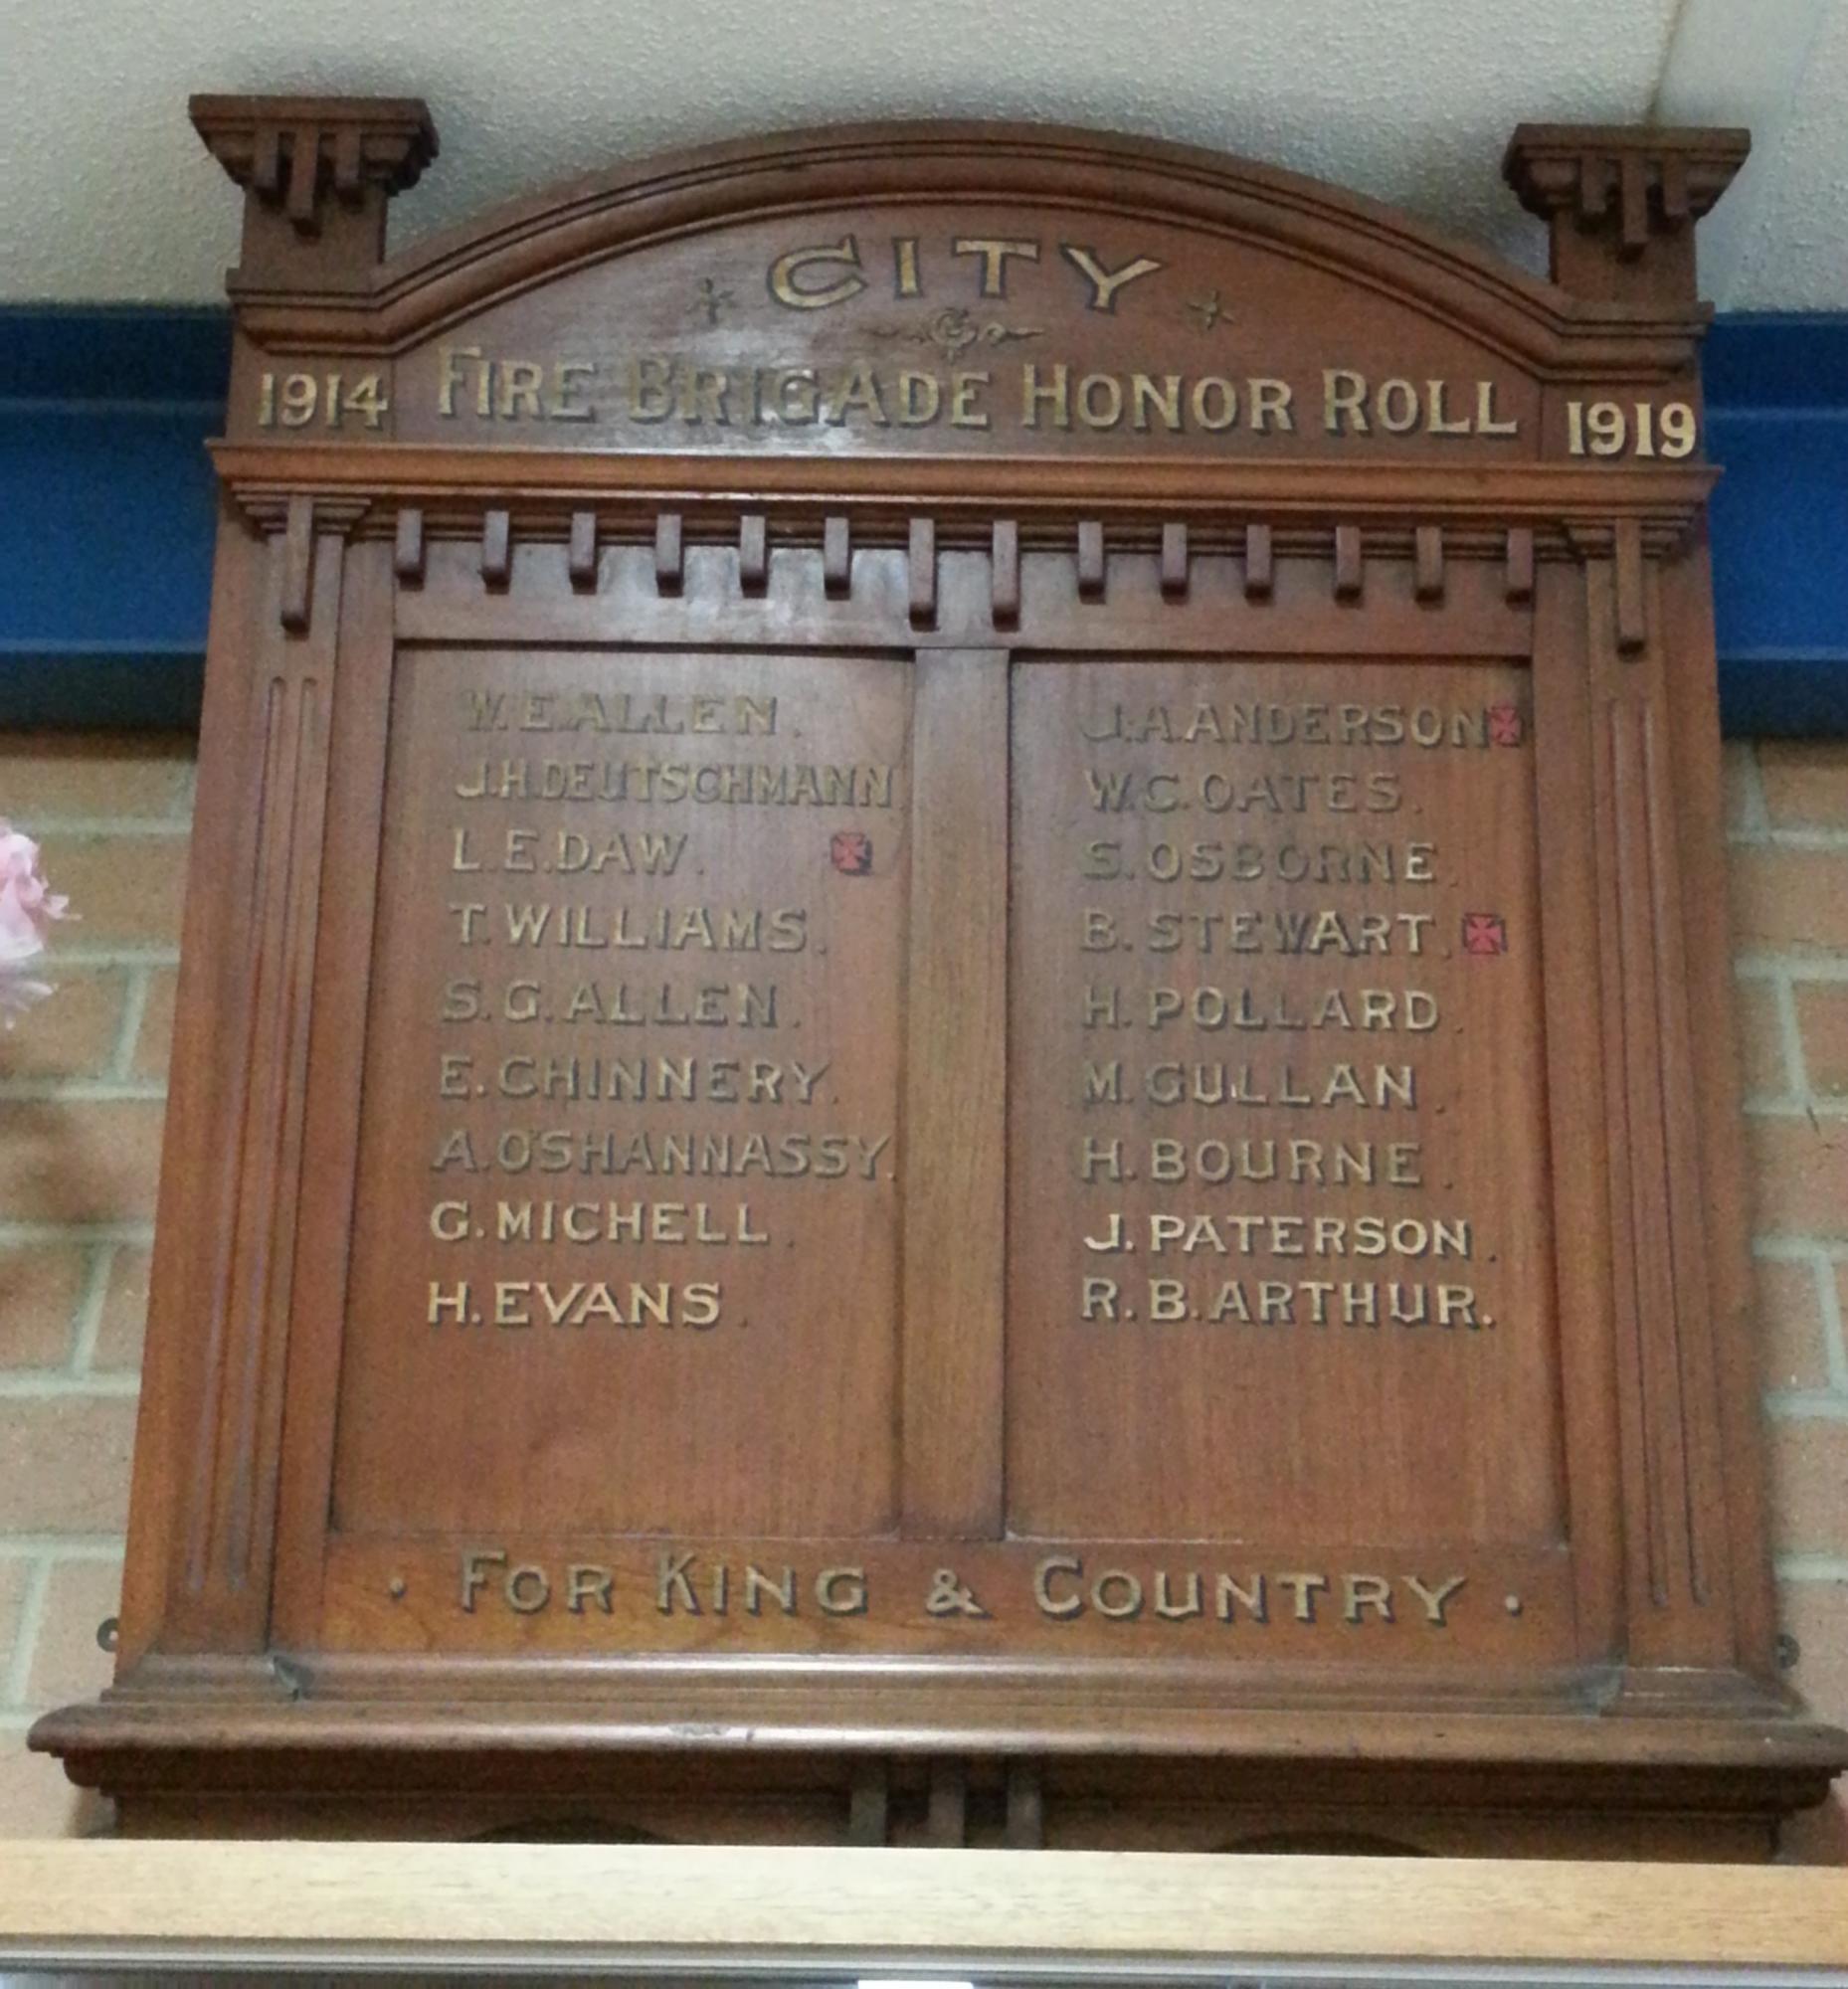 CITY
1914 FIRE BRIGADE HONOR ROLL 1919
W.E.ALLEN.
J.H.DEUTSCHMANN
L.E.DAW.
T.WILLIAMS.
S.G.ALLEN.
E.CHINNERY.
A.O'SHANNASSY.
G.MICHELL.
H.EVANS.
J.A.ANDERSON
W.C.OATES.
S.OSBORNE.
B.STEWART.
H.POLLARD.
M.GULLAN.
H.BOURNE.
J.PATERSON.
R.B.ARTHUR.
· FOR KING & COUNTRY ·